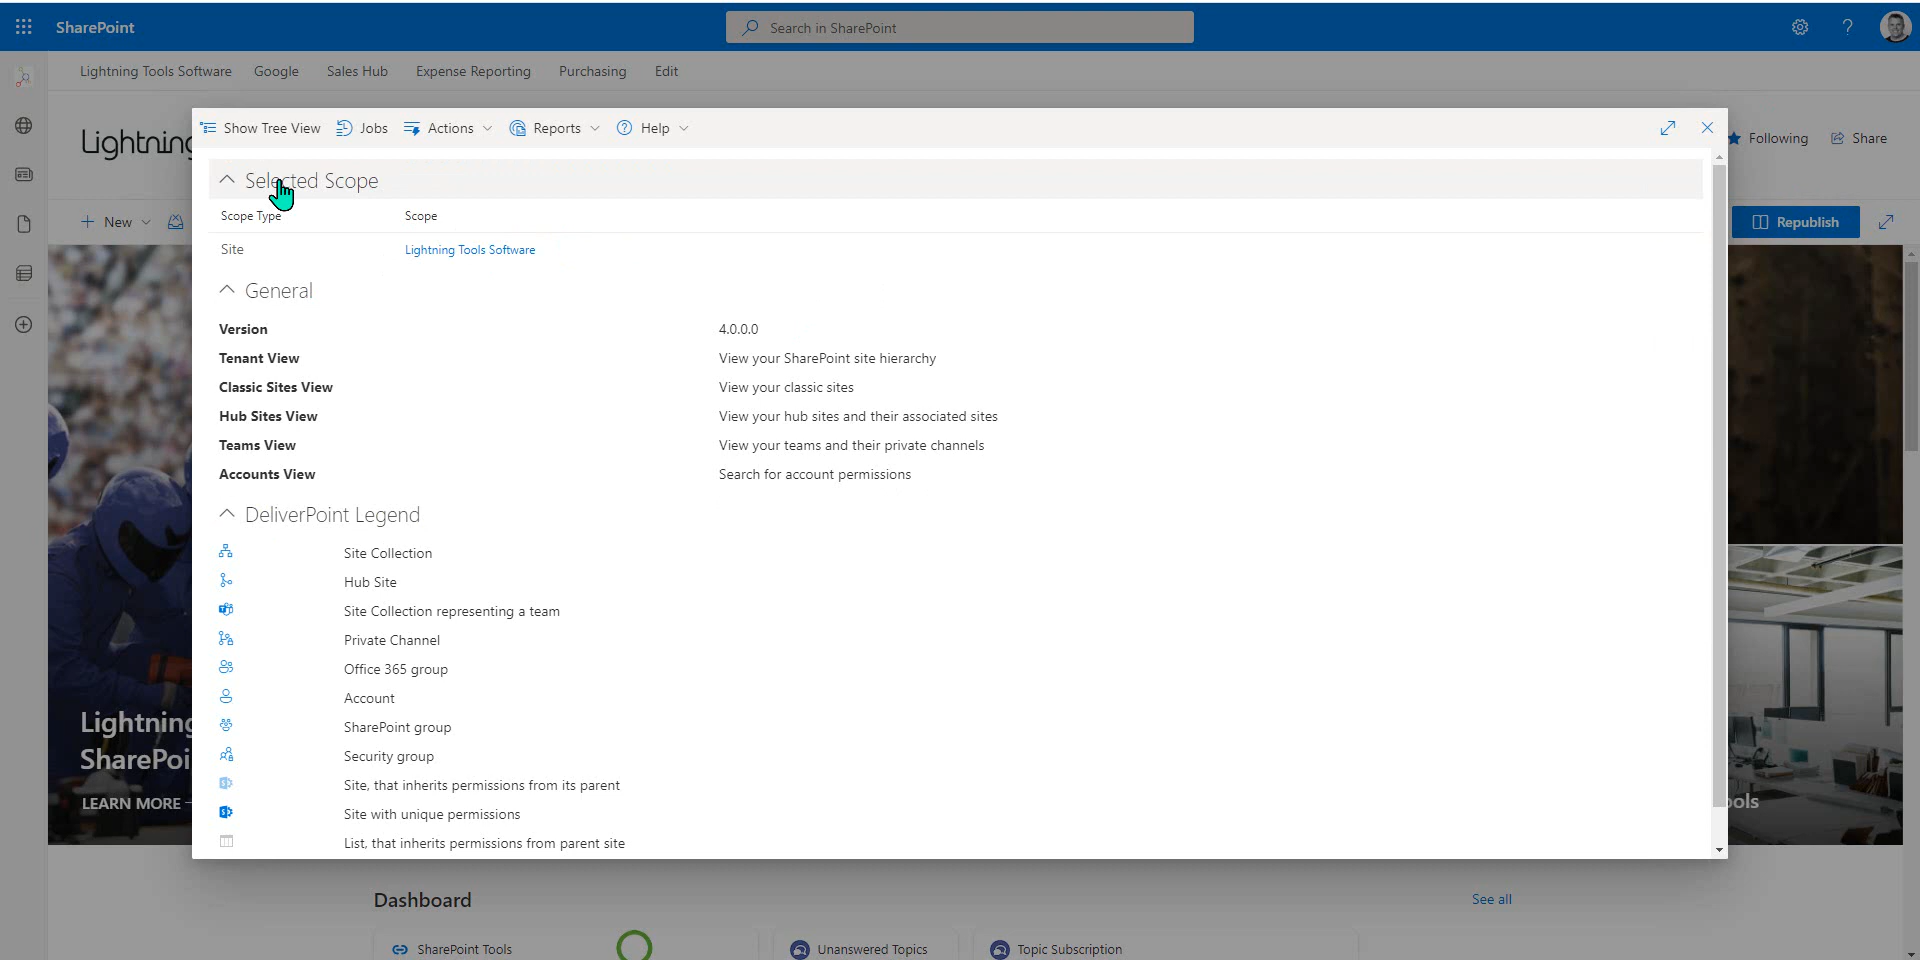 SharePoint
Search in SharePoint
Lightning Tools Software Google Sales Hub Expense Reporting Purchasing Edit
Lightning
Following Share
Show Tree View Jobs Actions Reports Help
Selected Scope
Scope Type Scope
Site Lightning Tools Software
New
Republish
General
Version 4.0.0.0
Tenant View View your SharePoint site hierarchy
Classic Sites View View your classic sites
Hub Sites View View your hub sites and their associated sites
Teams View View your teams and their private channels
Accounts View Search for account permissions
DeliverPoint Legend
Site Collection
Hub Site
Site Collection representing a team
Private Channel
Office 365 group
Account
SharePoint group
Security group
Site, that inherits permissions from its parent
Site with unique permissions
List, that inherits permissions from parent site
Lightning
SharePoi
LEARN MORE
ools
Dashboard See all
SharePoint Tools Unanswered Topics Topic Subscription